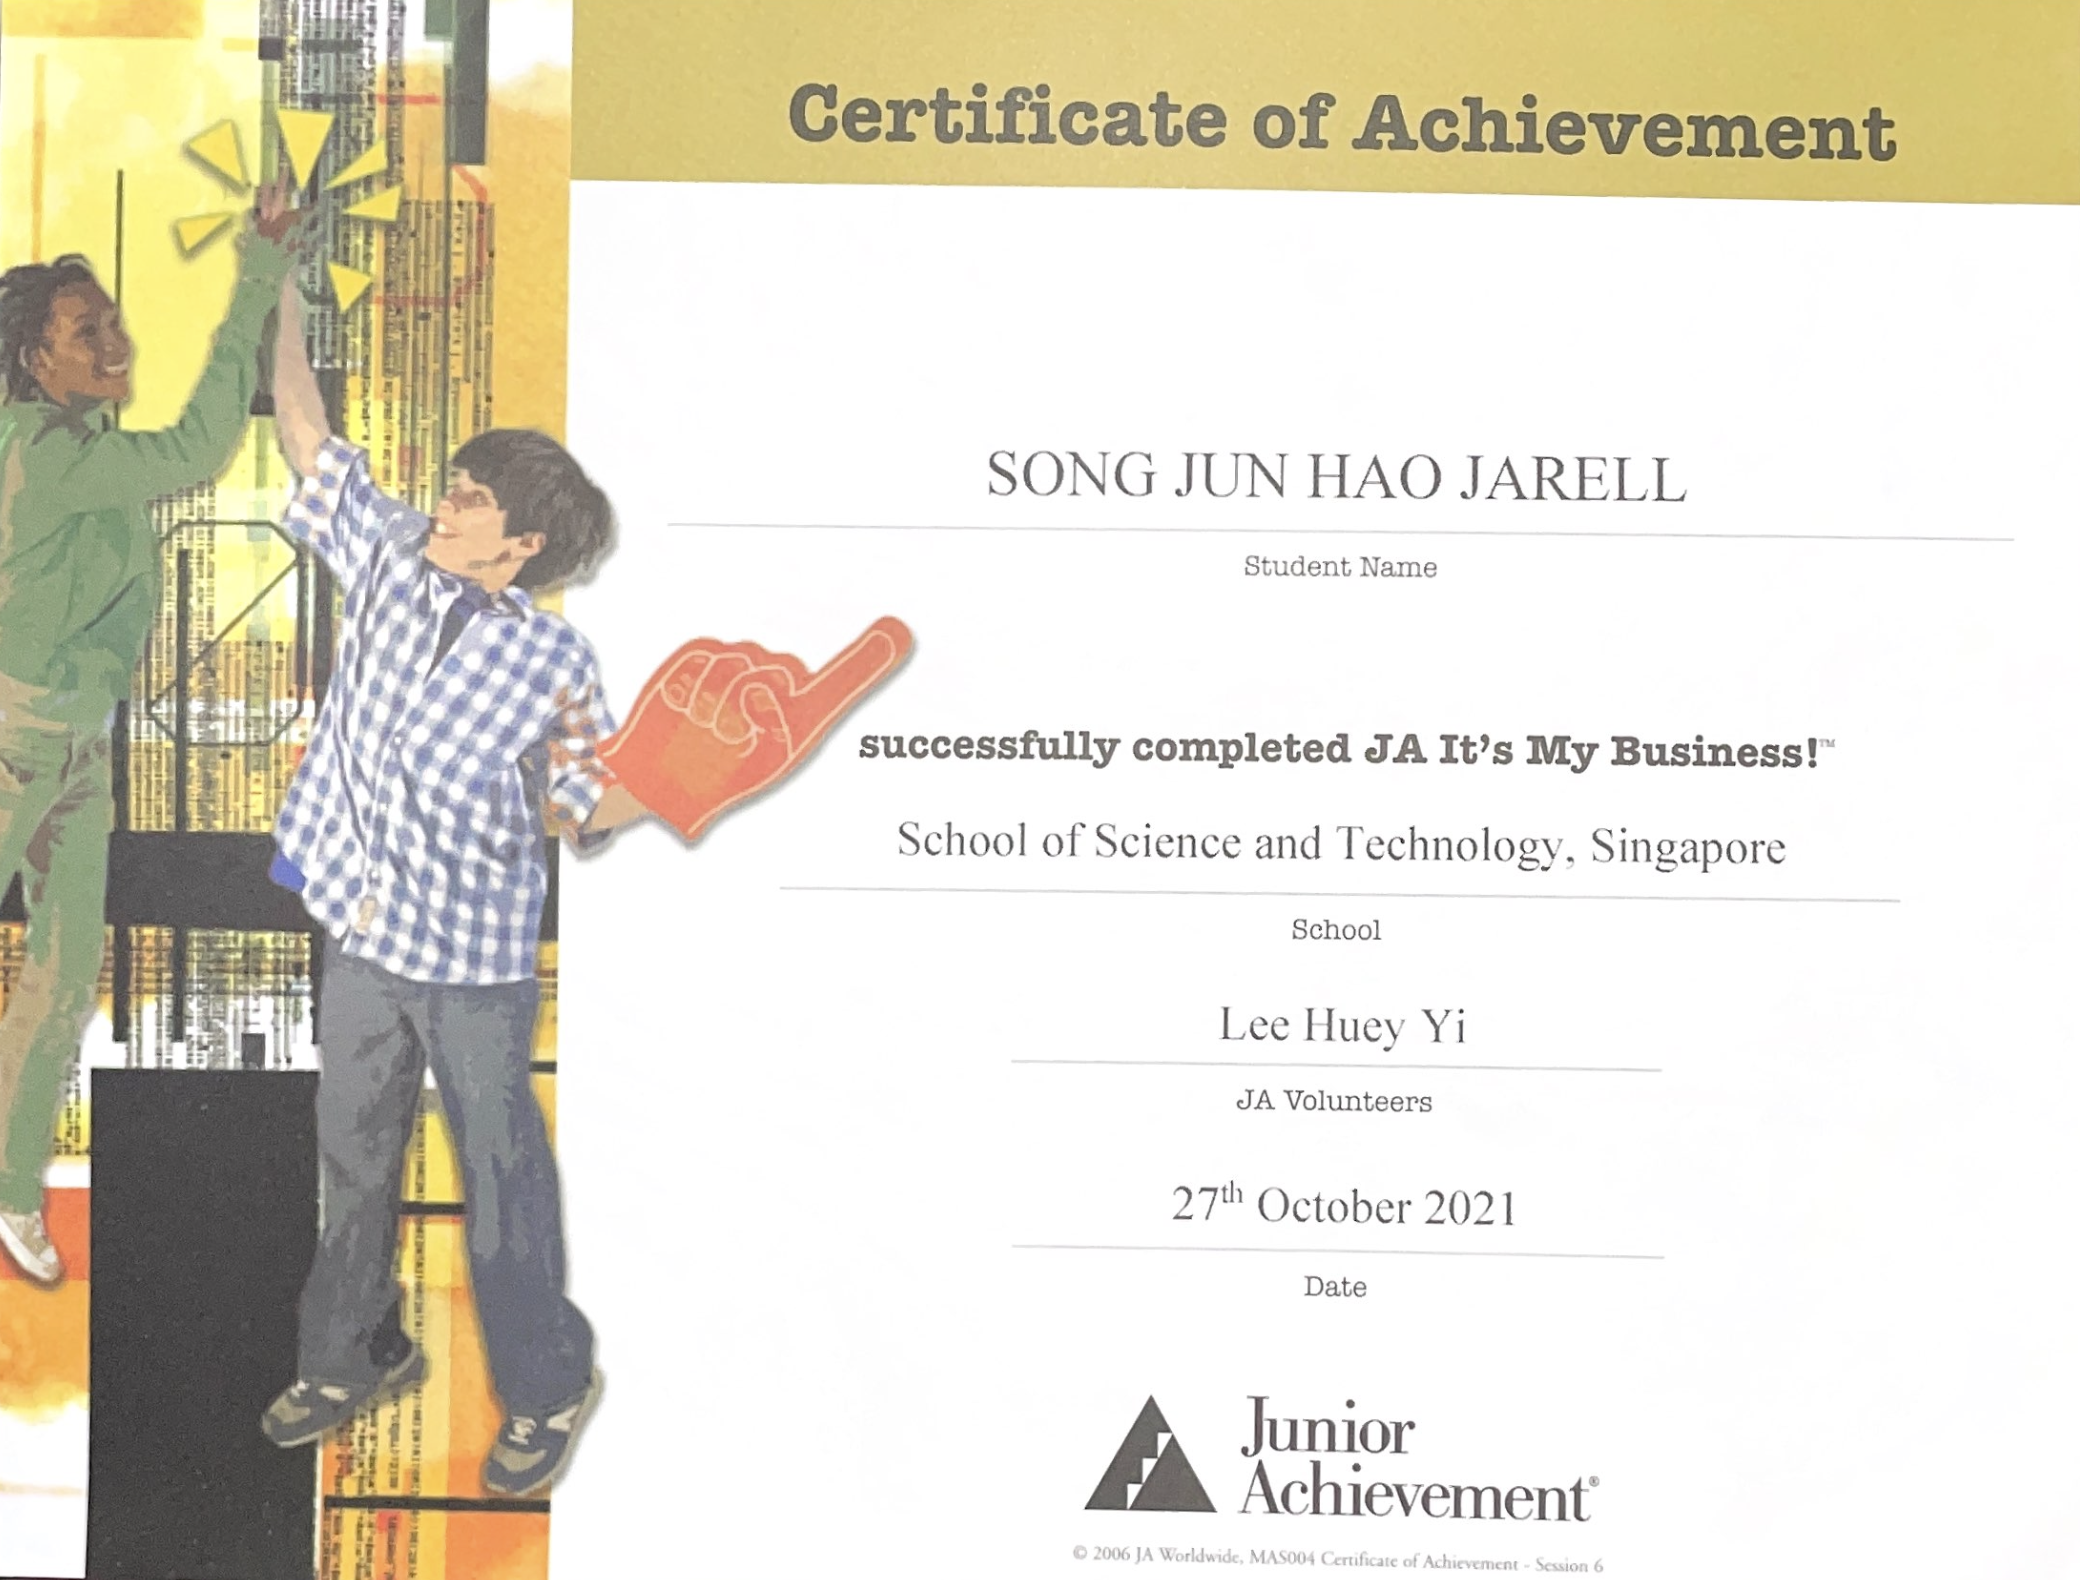 Certificate of Achievement
SONG JUN HAO JARELL
Student Name
successfully completed JA It's My Business!™
School of Science and Technology, Singapore
School
Lee Huey Yi
JA Volunteers
27th October 2021
Date
Junior
Achievement®
© 2006 JA Worldwide, MAS004 Certificate of Achievement - Session 6